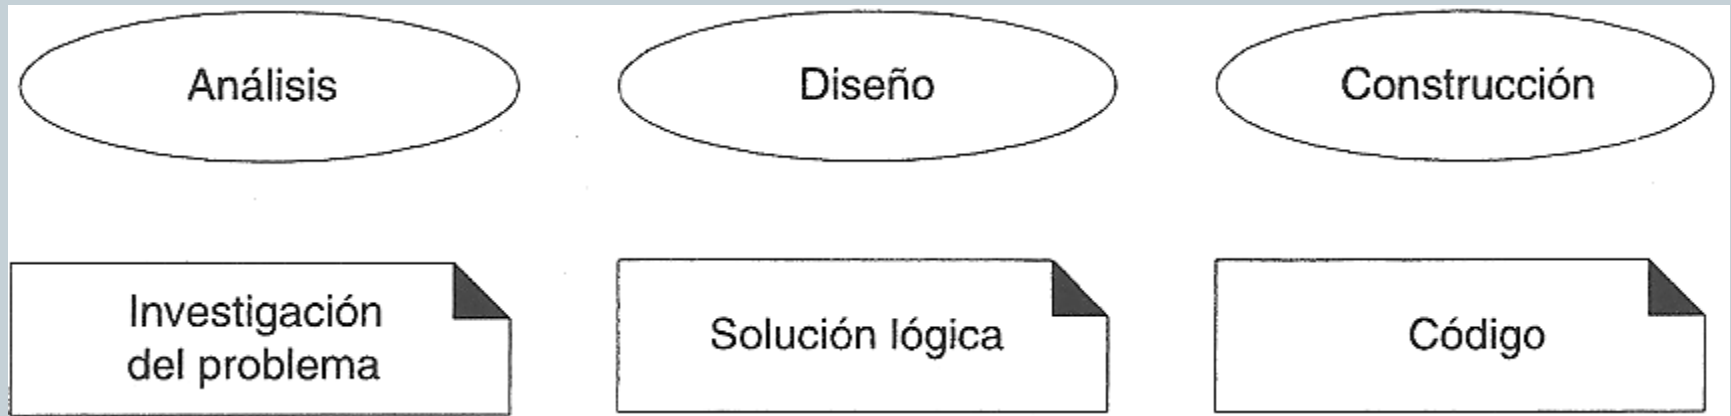 Análisis
Diseño
Construcción
Investigación
del problema
Solución lógica
Código